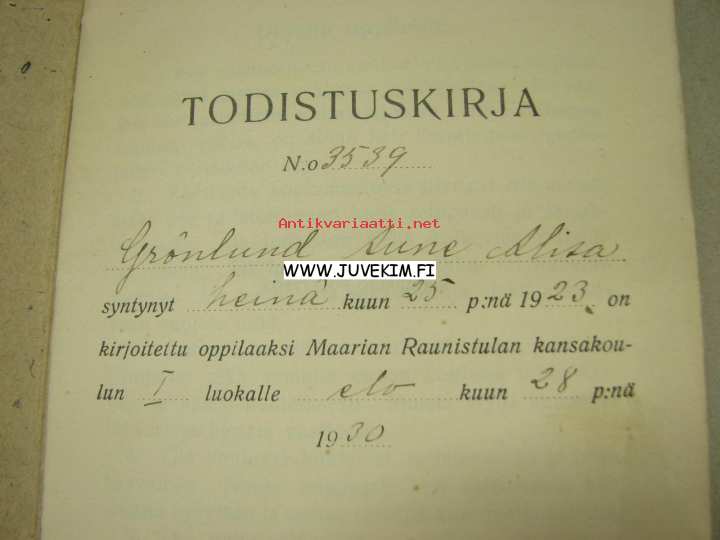 TODISTUSKIRJA
N.o 3539
Antikvariaatti.net
Grönlund Aune Alisa
WWW.JUVEKIM.FI
syntynyt heinä kuun 25 p:nä 1923 on
kirjoitettu oppilaaksi Maarian Raunistulan kansakou-
lun I luokalle elo kuun 28 p:nä
1930